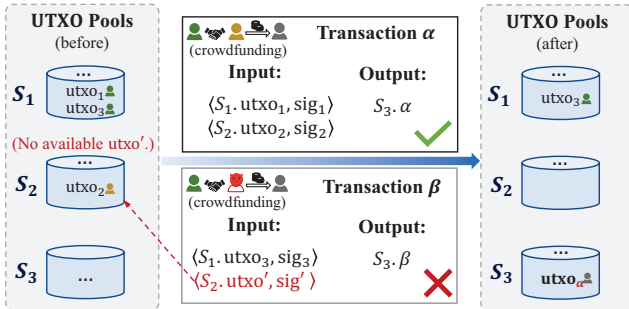 UTXO Pools
(before)
...
S₁
utxo₁
utxo₃
(No available utxo′.)
...
S₂
utxo₂
S₃
...
Transaction α
(crowdfunding)
Input:
Output:
⟨S₁. utxo₁, sig₁⟩
S₃. α
⟨S₂. utxo₂, sig₂⟩
Transaction β
(crowdfunding)
Input:
Output:
⟨S₁. utxo₃, sig₃⟩
S₃. β
⟨S₂. utxo′, sig′ ⟩
UTXO Pools
(after)
...
S₁
utxo₃
S₂
S₃
...
utxoα